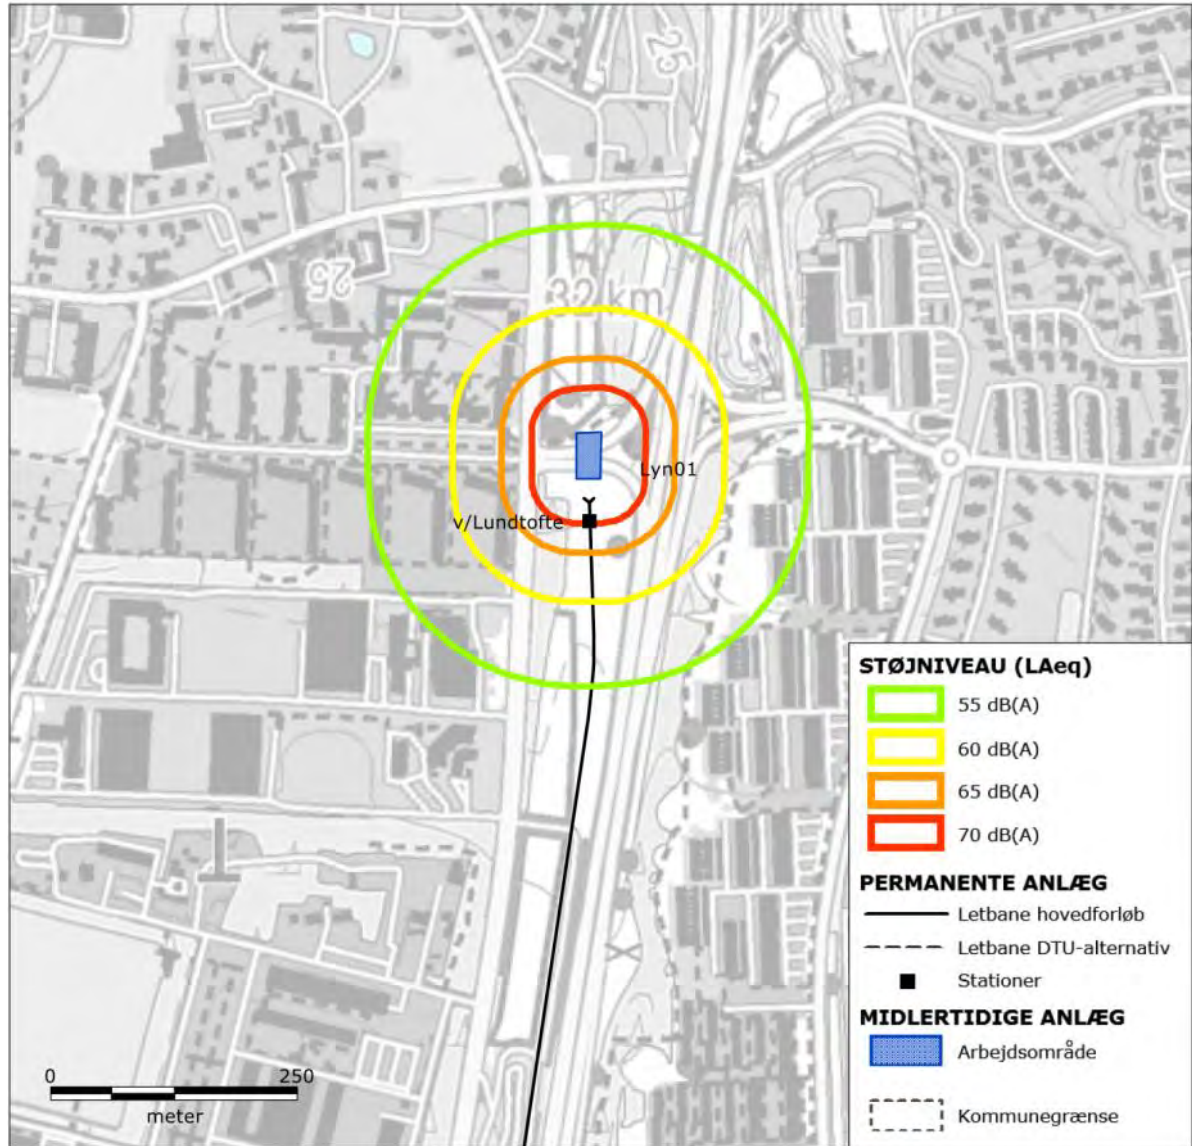 25
32 km
25
Lyn01
v/Lundtofte
STØJNIVEAU (LAeq)
55 dB(A)
60 dB(A)
65 dB(A)
70 dB(A)
PERMANENTE ANLÆG
Letbane hovedforløb
Letbane DTU-alternativ
Stationer
MIDLERTIDIGE ANLÆG
Arbejdsområde
Kommunegrænse
0 250
meter